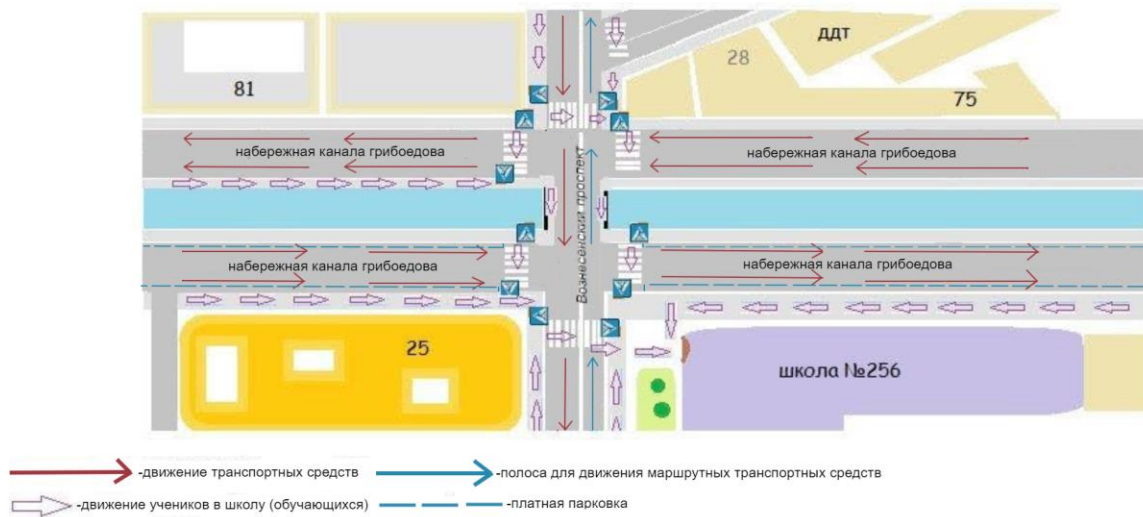 ддт
28
81
75
набережная канала грибоедова
набережная канала грибоедова
Вознесенский проспект
набережная канала грибоедова
набережная канала грибоедова
25
школа №256
-движение транспортных средств
-полоса для движения маршрутных транспортных средств
-движение учеников в школу (обучающихся)
-платная парковка